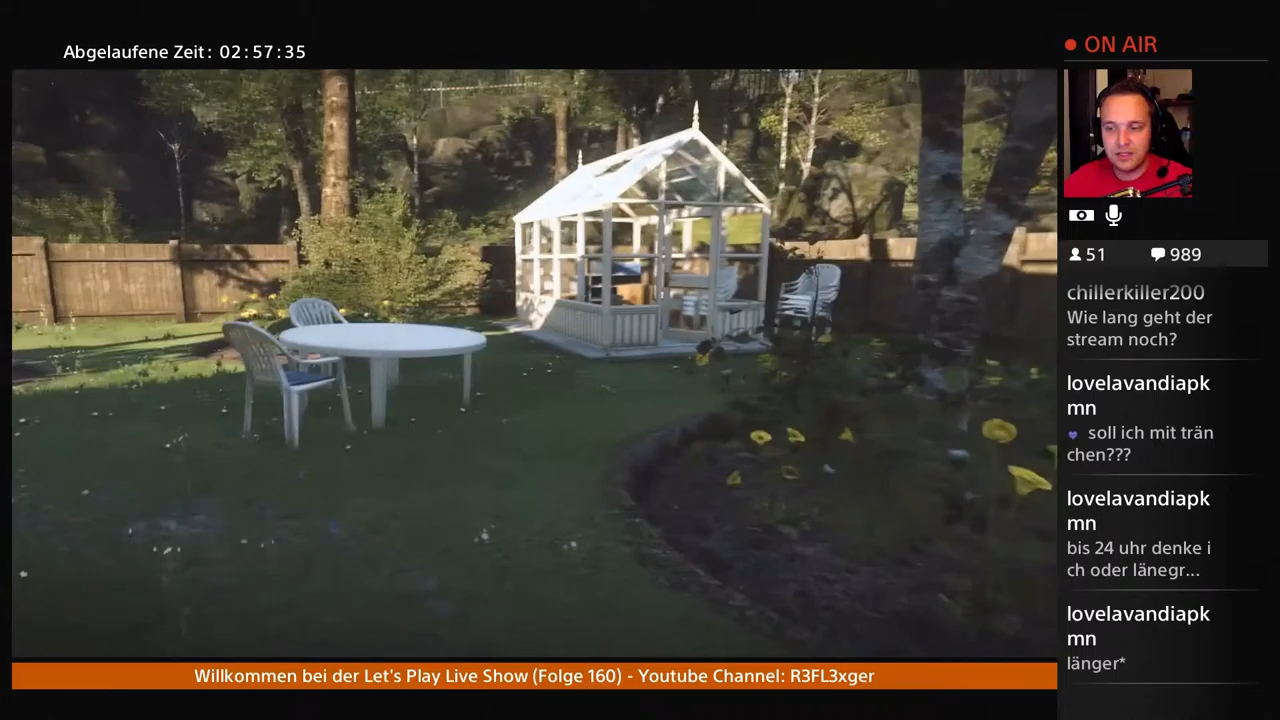 Abgelaufene Zeit: 02:57:35
ON AIR
51 989
chillerkiller200
Wie lang geht der
stream noch?
lovelavandiapk
mn
soll ich mit trän
chen???
lovelavandiapk
mn
bis 24 uhr denke i
ch oder länegr...
lovelavandiapk
mn
länger*
Willkommen bei der Let's Play Live Show (Folge 160) - Youtube Channel: R3FL3xger